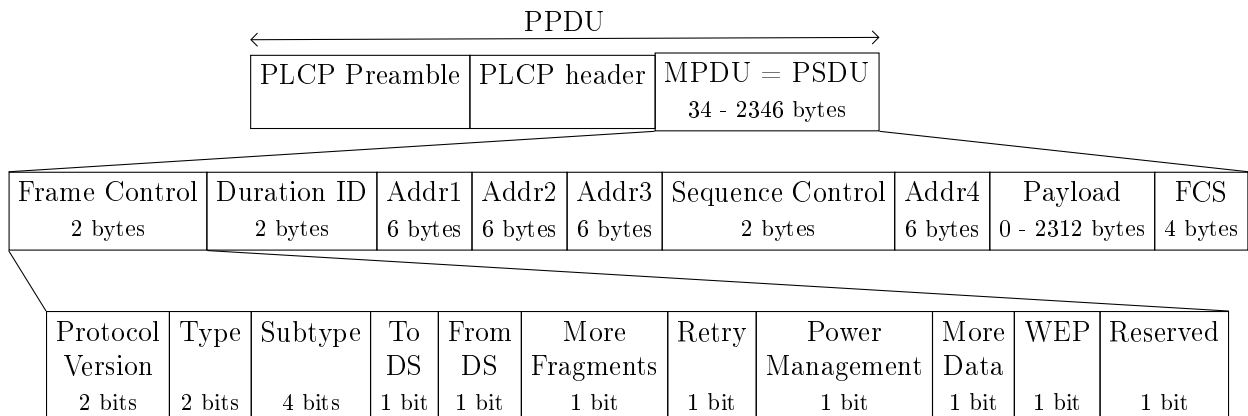 PPDU
PLCP Preamble PLCP header MPDU = PSDU
34 - 2346 bytes
Frame Control Duration ID Addr1 Addr2 Addr3 Sequence Control Addr4 Payload FCS
2 bytes 2 bytes 6 bytes 6 bytes 6 bytes 2 bytes 6 bytes 0 - 2312 bytes 4 bytes
Protocol Type Subtype To From More Retry Power More WEP Reserved
Version DS DS Fragments Management Data
2 bits 2 bits 4 bits 1 bit 1 bit 1 bit 1 bit 1 bit 1 bit 1 bit 1 bit